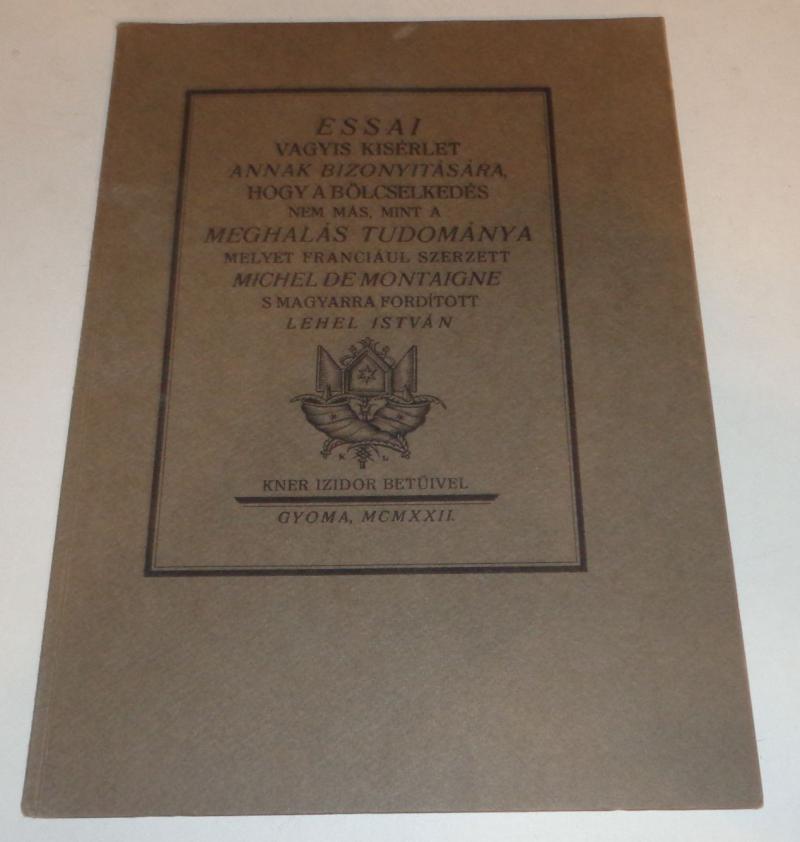 ESSAI
VAGYIS KISÉRLET
ANNAK BIZONYITÁSÁRA,
HOGY A BÖLCSELKEDÉS
NEM MÁS, MINT A
MEGHALÁS TUDOMÁNYA
MELYET FRANCIÁUL SZERZETT
MICHEL DE MONTAIGNE
S MAGYARRA FORDÍTOTT
LEHEL ISTVÁN
K L
KNER IZIDOR BETŰIVEL
GYOMA, MCMXXII.